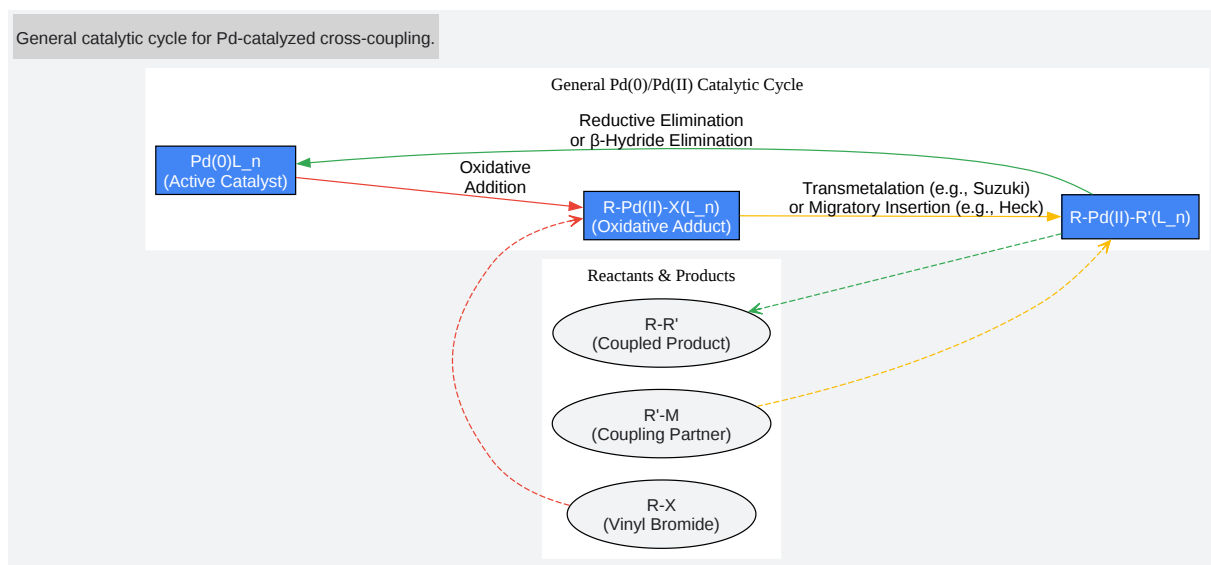 General catalytic cycle for Pd-catalyzed cross-coupling.
General Pd(0)/Pd(II) Catalytic Cycle
Reductive Elimination
or β-Hydride Elimination
Pd(0)L_n
(Active Catalyst)
Oxidative
Addition
R-Pd(II)-X(L_n)
(Oxidative Adduct)
Transmetalation (e.g., Suzuki)
or Migratory Insertion (e.g., Heck)
R-Pd(II)-R'(L_n)
Reactants & Products
R-R'
(Coupled Product)
R'-M
(Coupling Partner)
R-X
(Vinyl Bromide)